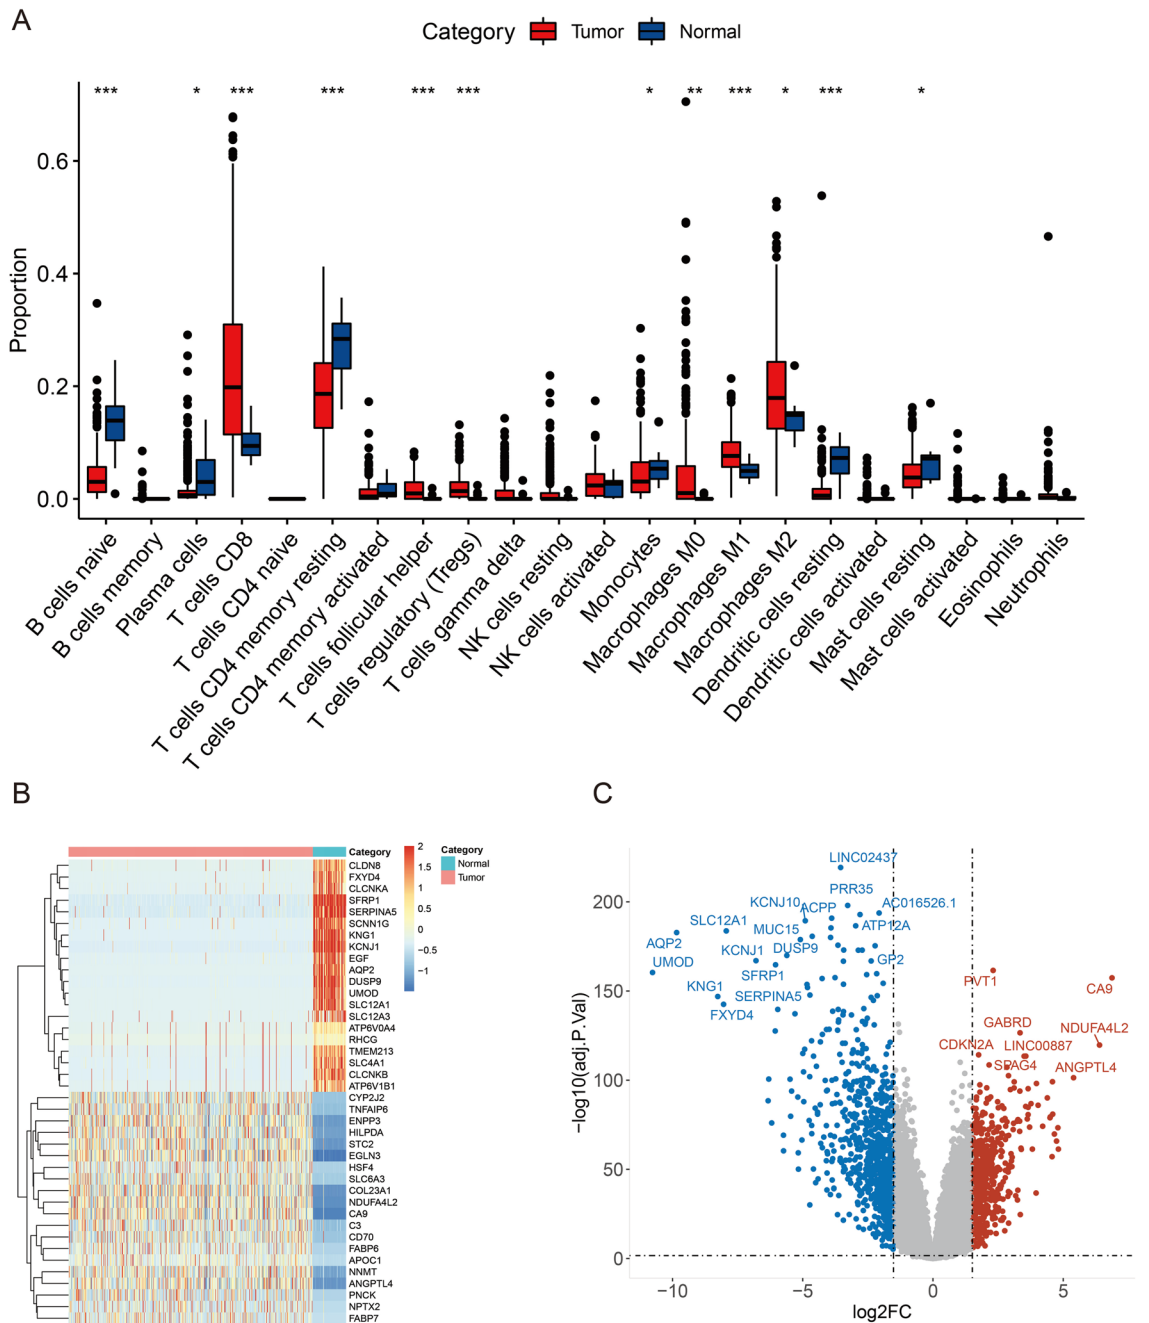 A
Category Tumor Normal
*** * *** *** *** *** * ** *** * *** *
Proportion
0.6
0.4
0.2
0.0
B cells naive
B cells memory
Plasma cells
T cells CD8
T cells CD4 naive
T cells CD4 memory resting
T cells CD4 memory activated
T cells follicular helper
T cells regulatory (Tregs)
T cells gamma delta
NK cells resting
NK cells activated
Monocytes
Macrophages M0
Macrophages M1
Macrophages M2
Dendritic cells resting
Dendritic cells activated
Mast cells resting
Mast cells activated
Eosinophils
Neutrophils
B
Category
CLDN8
FXYD4
CLCNKA
SFRP1
SERPINA5
SCNN1G
KNG1
KCNJ1
EGF
AQP2
DUSP9
UMOD
SLC12A1
SLC12A3
ATP6V0A4
RHCG
TMEM213
SLC4A1
CLCNKB
ATP6V1B1
CYP2J2
TNFAIP6
ENPP3
HILPDA
STC2
EGLN3
HSF4
SLC6A3
COL23A1
NDUFA4L2
CA9
C3
CD70
FABP6
APOC1
NNMT
ANGPTL4
PNCK
NPTX2
FABP7
2
1.5
1
0.5
0
−0.5
−1
Category
Normal
Tumor
C
−log10(adj.P.Val)
200
150
100
50
0
LINC02437
PRR35
KCNJ10
ACPP
AC016526.1
SLC12A1
MUC15
ATP12A
AQP2
KCNJ1
DUSP9
GP2
UMOD
SFRP1
KNG1
SERPINA5
FXYD4
PVT1
CA9
GABRD
NDUFA4L2
CDKN2A
LINC00887
SPAG4
ANGPTL4
−10
−5
0
5
log2FC